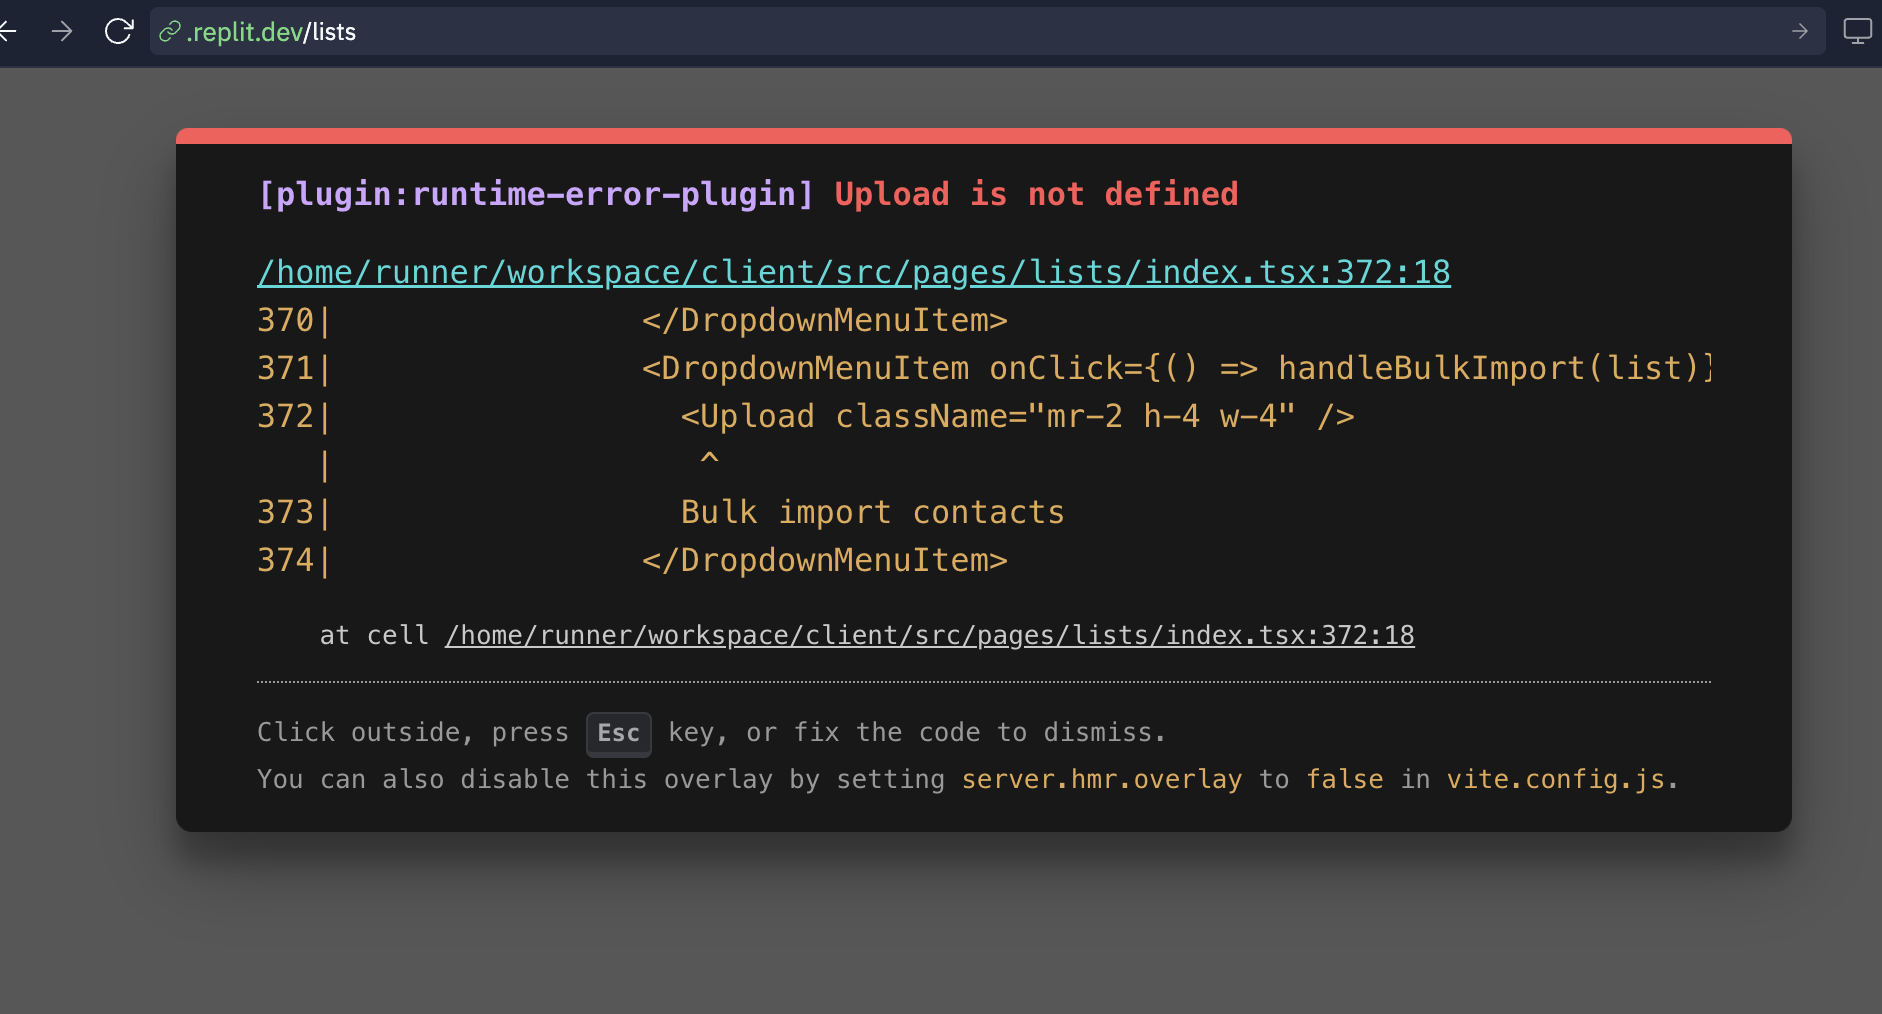 .replit.dev/lists
[plugin:runtime-error-plugin] Upload is not defined
/home/runner/workspace/client/src/pages/lists/index.tsx:372:18
370|                </DropdownMenuItem>
371|                <DropdownMenuItem onClick={() => handleBulkImport(list)}
372|                  <Upload className="mr-2 h-4 w-4" />
   |                   ^
373|                  Bulk import contacts
374|                </DropdownMenuItem>
at cell /home/runner/workspace/client/src/pages/lists/index.tsx:372:18
Click outside, press Esc key, or fix the code to dismiss.
You can also disable this overlay by setting server.hmr.overlay to false in vite.config.js.